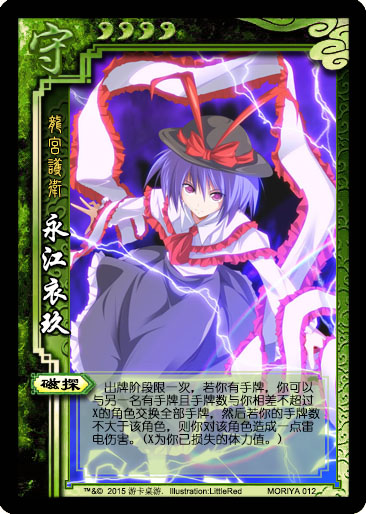 守
龍宮護衛
永江衣玖
磁探
出牌阶段限一次，若你有手牌，你可以
与另一名有手牌且手牌数与你相差不超过
X的角色交换全部手牌，然后若你的手牌数
不大于该角色，则你对该角色造成一点雷
电伤害。(X为你已损失的体力值。)
™&© 2015 游卡桌游. Illustration:LittleRed
MORIYA 012